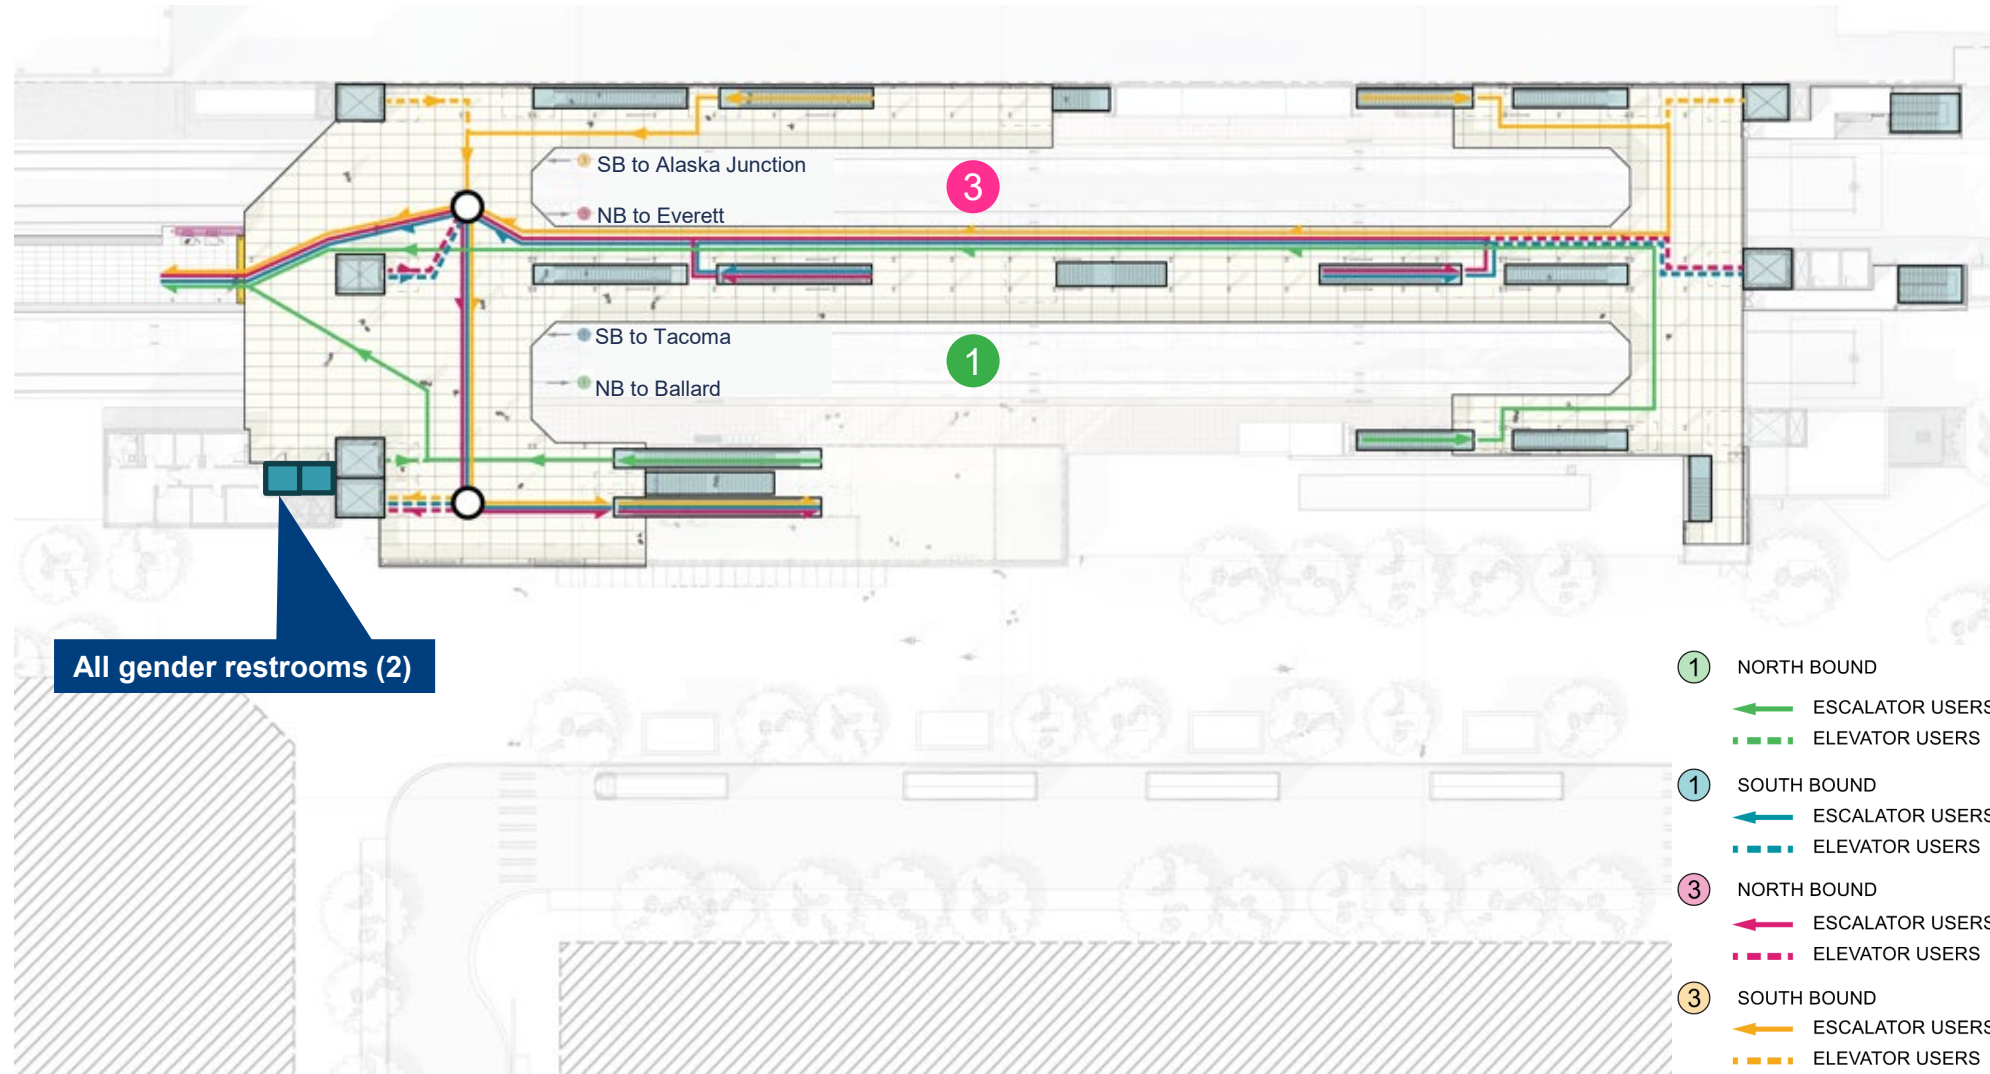 SB to Alaska Junction
3
NB to Everett
SB to Tacoma
1
NB to Ballard
All gender restrooms (2)
1 NORTH BOUND
ESCALATOR USERS
ELEVATOR USERS
1 SOUTH BOUND
ESCALATOR USERS
ELEVATOR USERS
3 NORTH BOUND
ESCALATOR USERS
ELEVATOR USERS
3 SOUTH BOUND
ESCALATOR USERS
ELEVATOR USERS